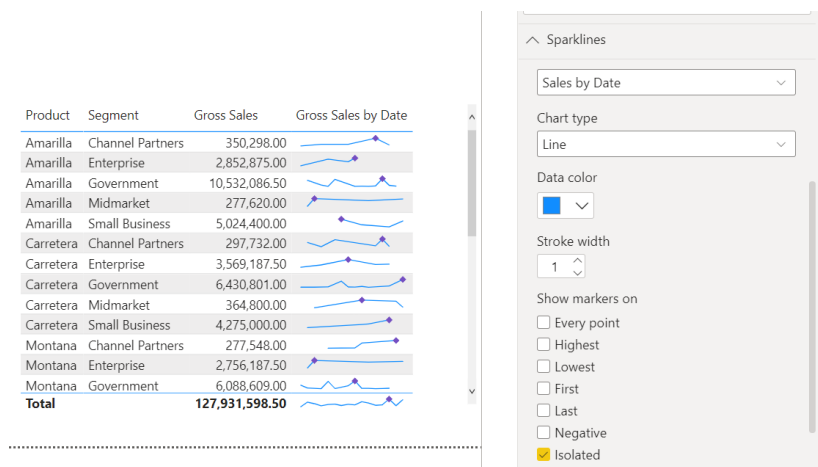 Product Segment Gross Sales Gross Sales by Date
Amarilla Channel Partners 350,298.00
Amarilla Enterprise 2,852,875.00
Amarilla Government 10,532,086.50
Amarilla Midmarket 277,620.00
Amarilla Small Business 5,024,400.00
Carretera Channel Partners 297,732.00
Carretera Enterprise 3,569,187.50
Carretera Government 6,430,801.00
Carretera Midmarket 364,800.00
Carretera Small Business 4,275,000.00
Montana Channel Partners 277,548.00
Montana Enterprise 2,756,187.50
Montana Government 6,088,609.00
Total 127,931,598.50
Sparklines
Sales by Date
Chart type
Line
Data color
Stroke width
1
Show markers on
Every point
Highest
Lowest
First
Last
Negative
Isolated